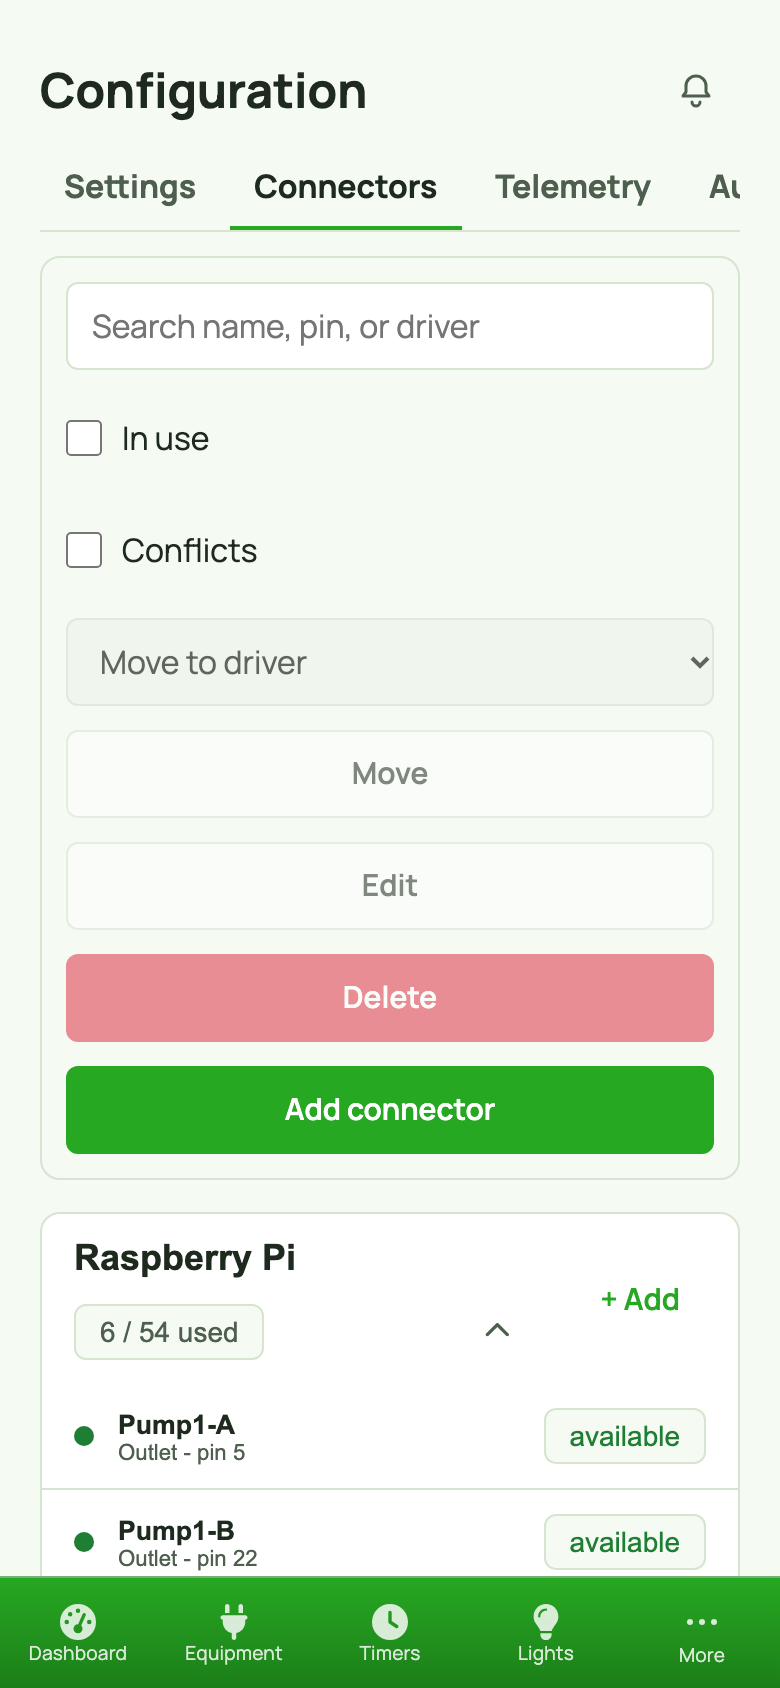 Configuration
Settings Connectors Telemetry Au
Search name, pin, or driver
In use
Conflicts
Move to driver
Move
Edit
Delete
Add connector
Raspberry Pi
+ Add
6 / 54 used
Pump1-A
Outlet - pin 5
available
Pump1-B
Outlet - pin 22
available
Dashboard Equipment Timers Lights More